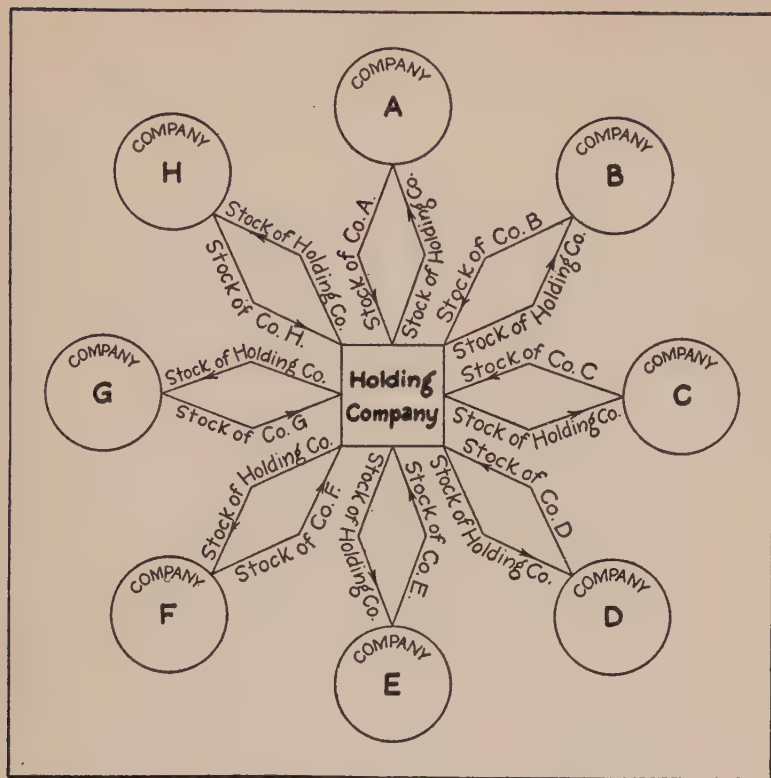 COMPANY
A
COMPANY
H
COMPANY
B
Stock of Co. A.
Stock of Holding Co.
Stock of Holding Co.
Stock of Co. H.
Stock of Co. B
Stock of Holding Co.
COMPANY
G
Stock of Holding Co.
Stock of Co. G
Holding
Company
Stock of Co. C
Stock of Holding Co.
COMPANY
C
Stock of Holding Co.
Stock of Co. F.
Stock of Holding Co.
Stock of Co. E.
Stock of Co. D
Stock of Holding Co.
COMPANY
F
COMPANY
D
COMPANY
E